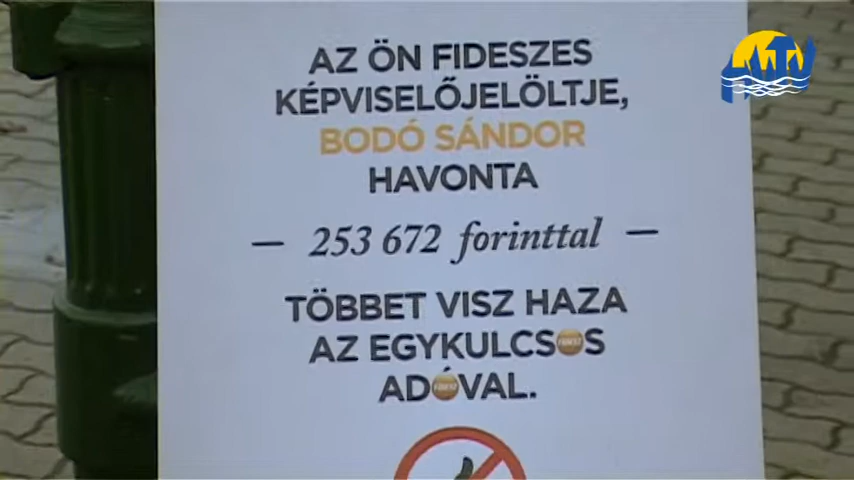 AZ ÖN FIDESZES
KÉPVISELŐJELÖLTJE,
BODÓ SÁNDOR
HAVONTA
— 253 672 forinttal —
TÖBBET VISZ HAZA
AZ EGYKULCSOS
ADÓVAL.